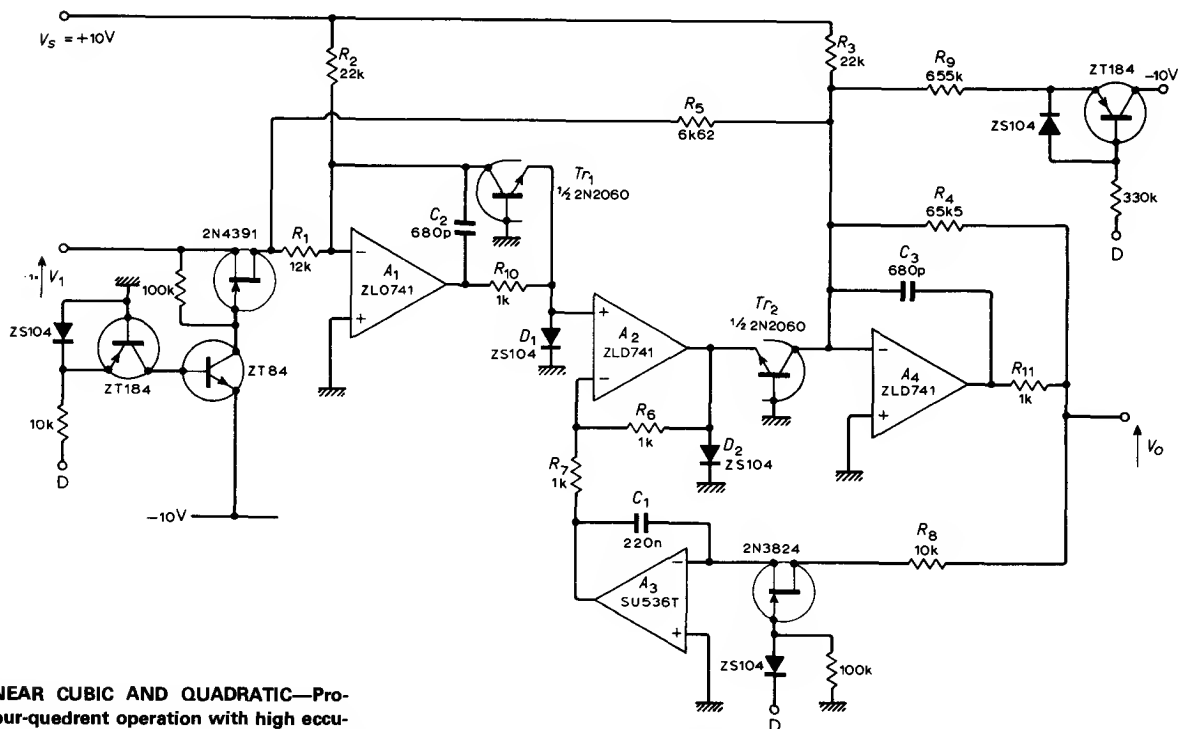 V_S = +10V
R_2
22k
R_3
22k
R_9
655k
ZT184
-10V
R_5
6k62
ZS104
330k
D
Tr_1
½ 2N2060
C_2
680p
R_4
65k5
2N4391
R_1
12k
A_1
ZLO741
R_10
1k
C_3
680p
V_1
100k
ZS104
ZT184
ZT84
10k
D
-10V
D_1
ZS104
A_2
ZLD741
Tr_2
½ 2N2060
A_4
ZLD741
R_11
1k
V_O
R_6
1k
D_2
ZS104
R_7
1k
C_1
220n
2N3824
R_8
10k
A_3
SU536T
ZS104
100k
D
NEAR CUBIC AND QUADRATIC—Pro-
our-quedrent operation with high eccu-